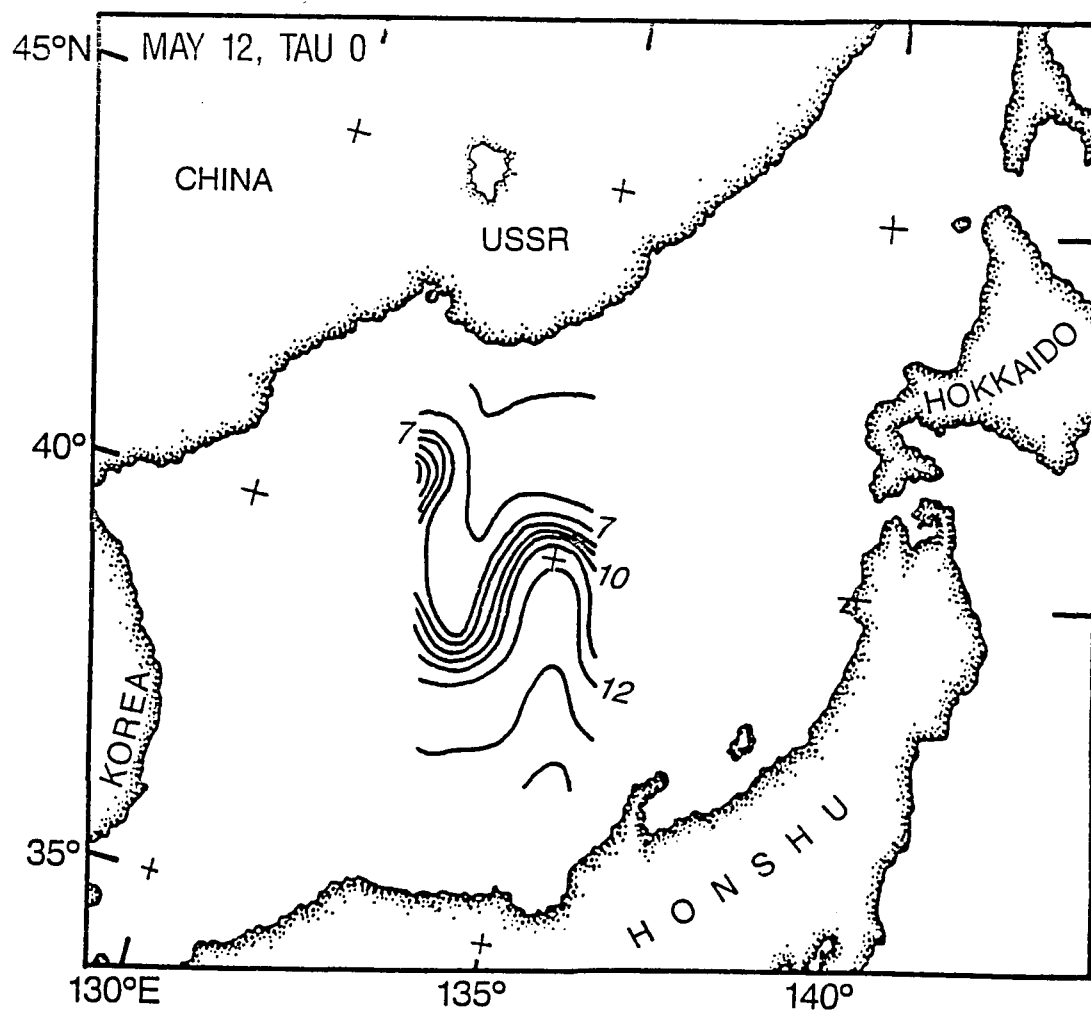 45°N
MAY 12, TAU 0
CHINA
USSR
HOKKAIDO
7
40°
7
10
12
KOREA
HONSHU
35°
130°E
135°
140°